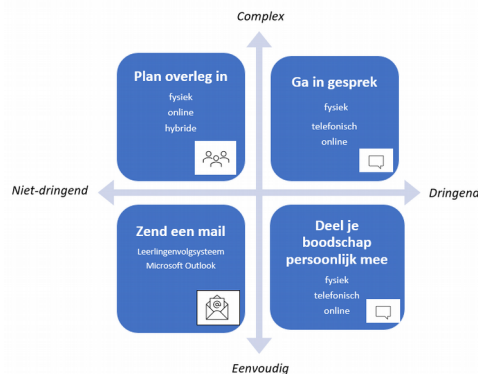 Complex
Plan overleg in
fysiek
online
hybride
Ga in gesprek
fysiek
telefonisch
online
Niet-dringend
Dringend
Zend een mail
Leerlingenvolgsysteem
Microsoft Outlook
Deel je
boodschap
persoonlijk mee
fysiek
telefonisch
online
Eenvoudig